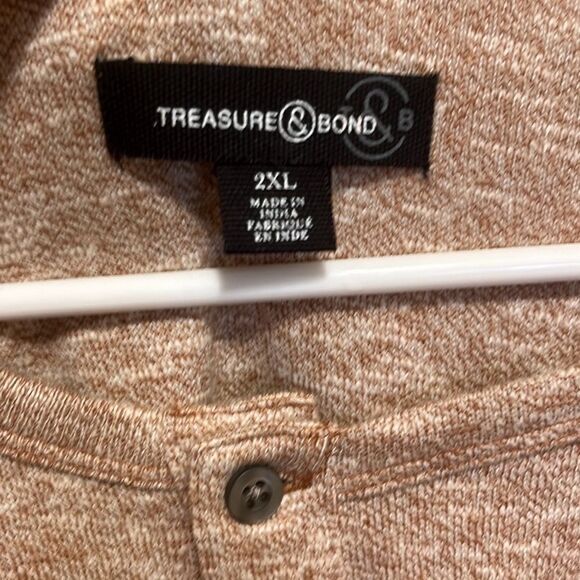 TREASURE & BOND
& B
2XL
MADE IN
INDIA
FABRIQUÉ
EN INDE